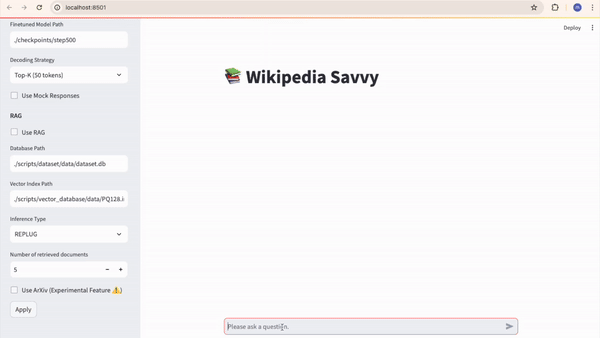 localhost:8501
Deploy
Finetuned Model Path
./checkpoints/step500
Decoding Strategy
Top-K (50 tokens)
Use Mock Responses
RAG
Use RAG
Database Path
./scripts/dataset/data/dataset.db
Vector Index Path
./scripts/vector_database/data/PQ128.i
Inference Type
REPLUG
Number of retrieved documents
5
Use ArXiv (Experimental Feature ⚠️)
Apply
📚 Wikipedia Savvy
Please ask a question.